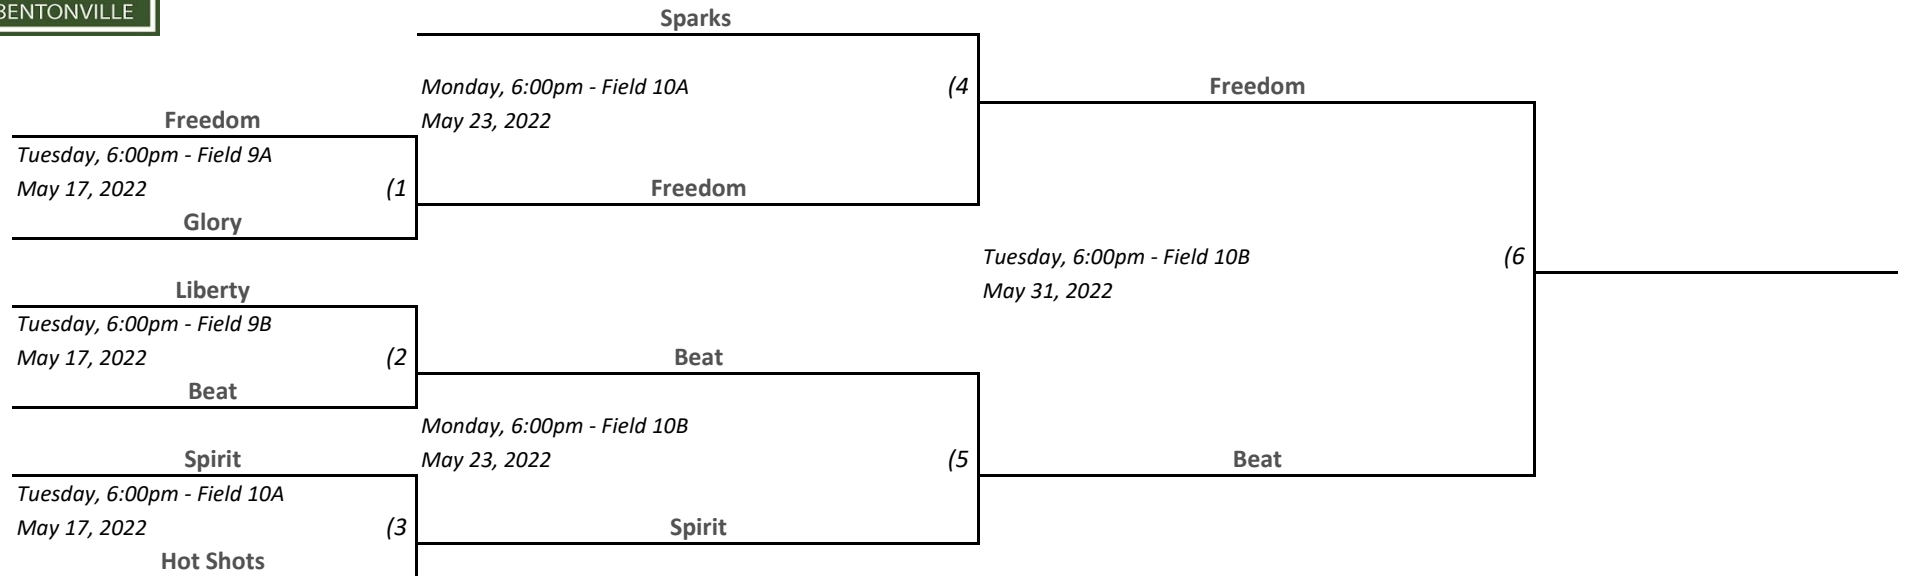 BENTONVILLE
Sparks
Monday, 6:00pm - Field 10A
(4
May 23, 2022
Freedom
Freedom
Tuesday, 6:00pm - Field 9A
May 17, 2022
(1
Glory
Freedom
Liberty
Tuesday, 6:00pm - Field 9B
May 17, 2022
(2
Beat
Beat
Tuesday, 6:00pm - Field 10B
(6
May 31, 2022
Monday, 6:00pm - Field 10B
May 23, 2022
(5
Beat
Spirit
Tuesday, 6:00pm - Field 10A
May 17, 2022
(3
Hot Shots
Spirit